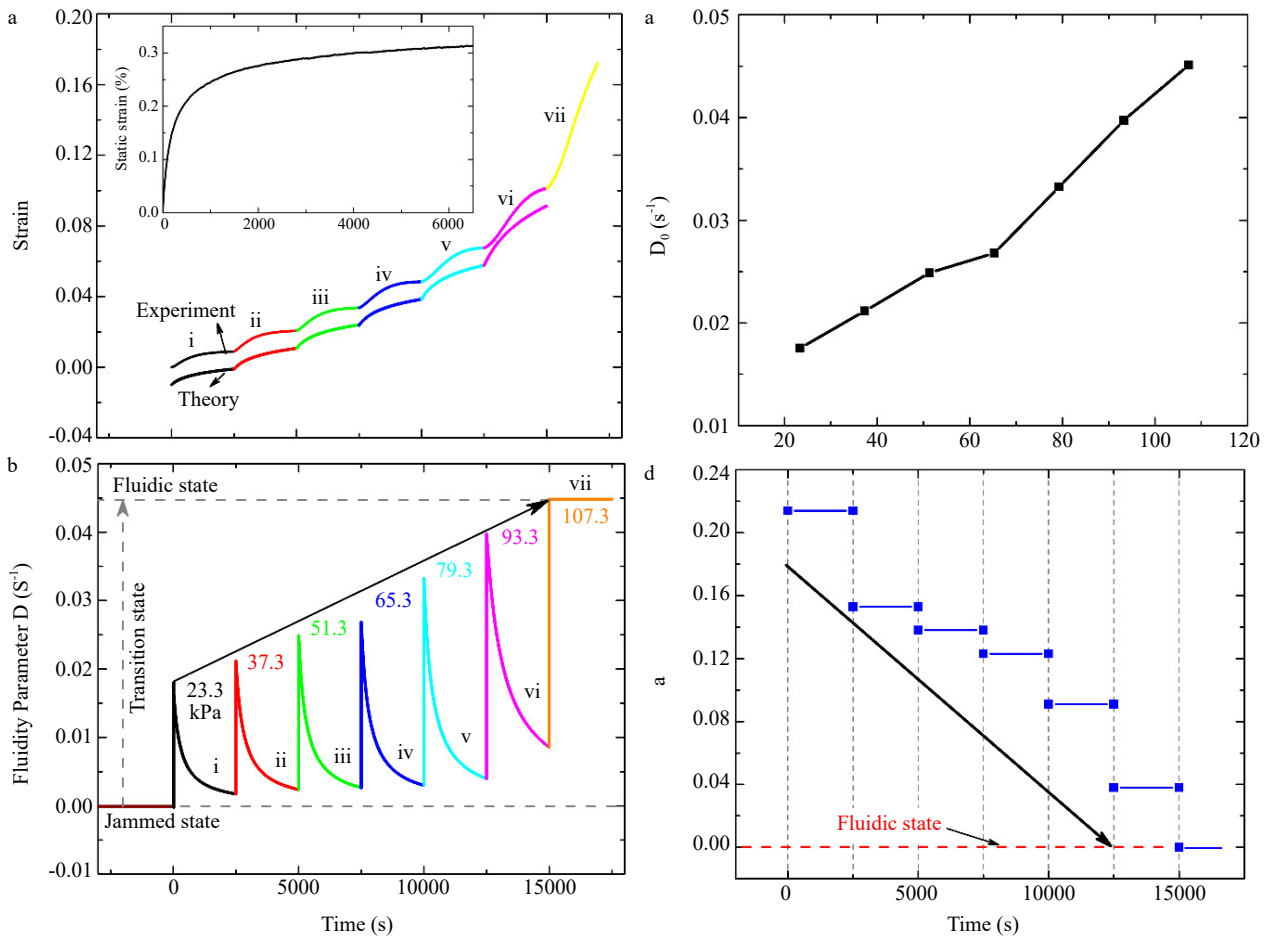 a
0.20
0.16
0.12
0.08
0.04
0.00
-0.04
Strain
0.3
0.2
0.1
0.0
Static strain (%)
0
2000
4000
6000
i
ii
iii
iv
v
vi
vii
Experiment
Theory
a
0.05
0.04
0.03
0.02
0.01
D0 (s-1)
20
40
60
80
100
120
b
0.05
0.04
0.03
0.02
0.01
0.00
-0.01
Fluidity Parameter D (S-1)
Fluidic state
Transition state
Jammed state
23.3
kPa
37.3
51.3
65.3
79.3
93.3
107.3
i
ii
iii
iv
v
vi
vii
0
5000
10000
15000
Time (s)
d
0.24
0.20
0.16
0.12
0.08
0.04
0.00
a
Fluidic state
0
5000
10000
15000
Time (s)